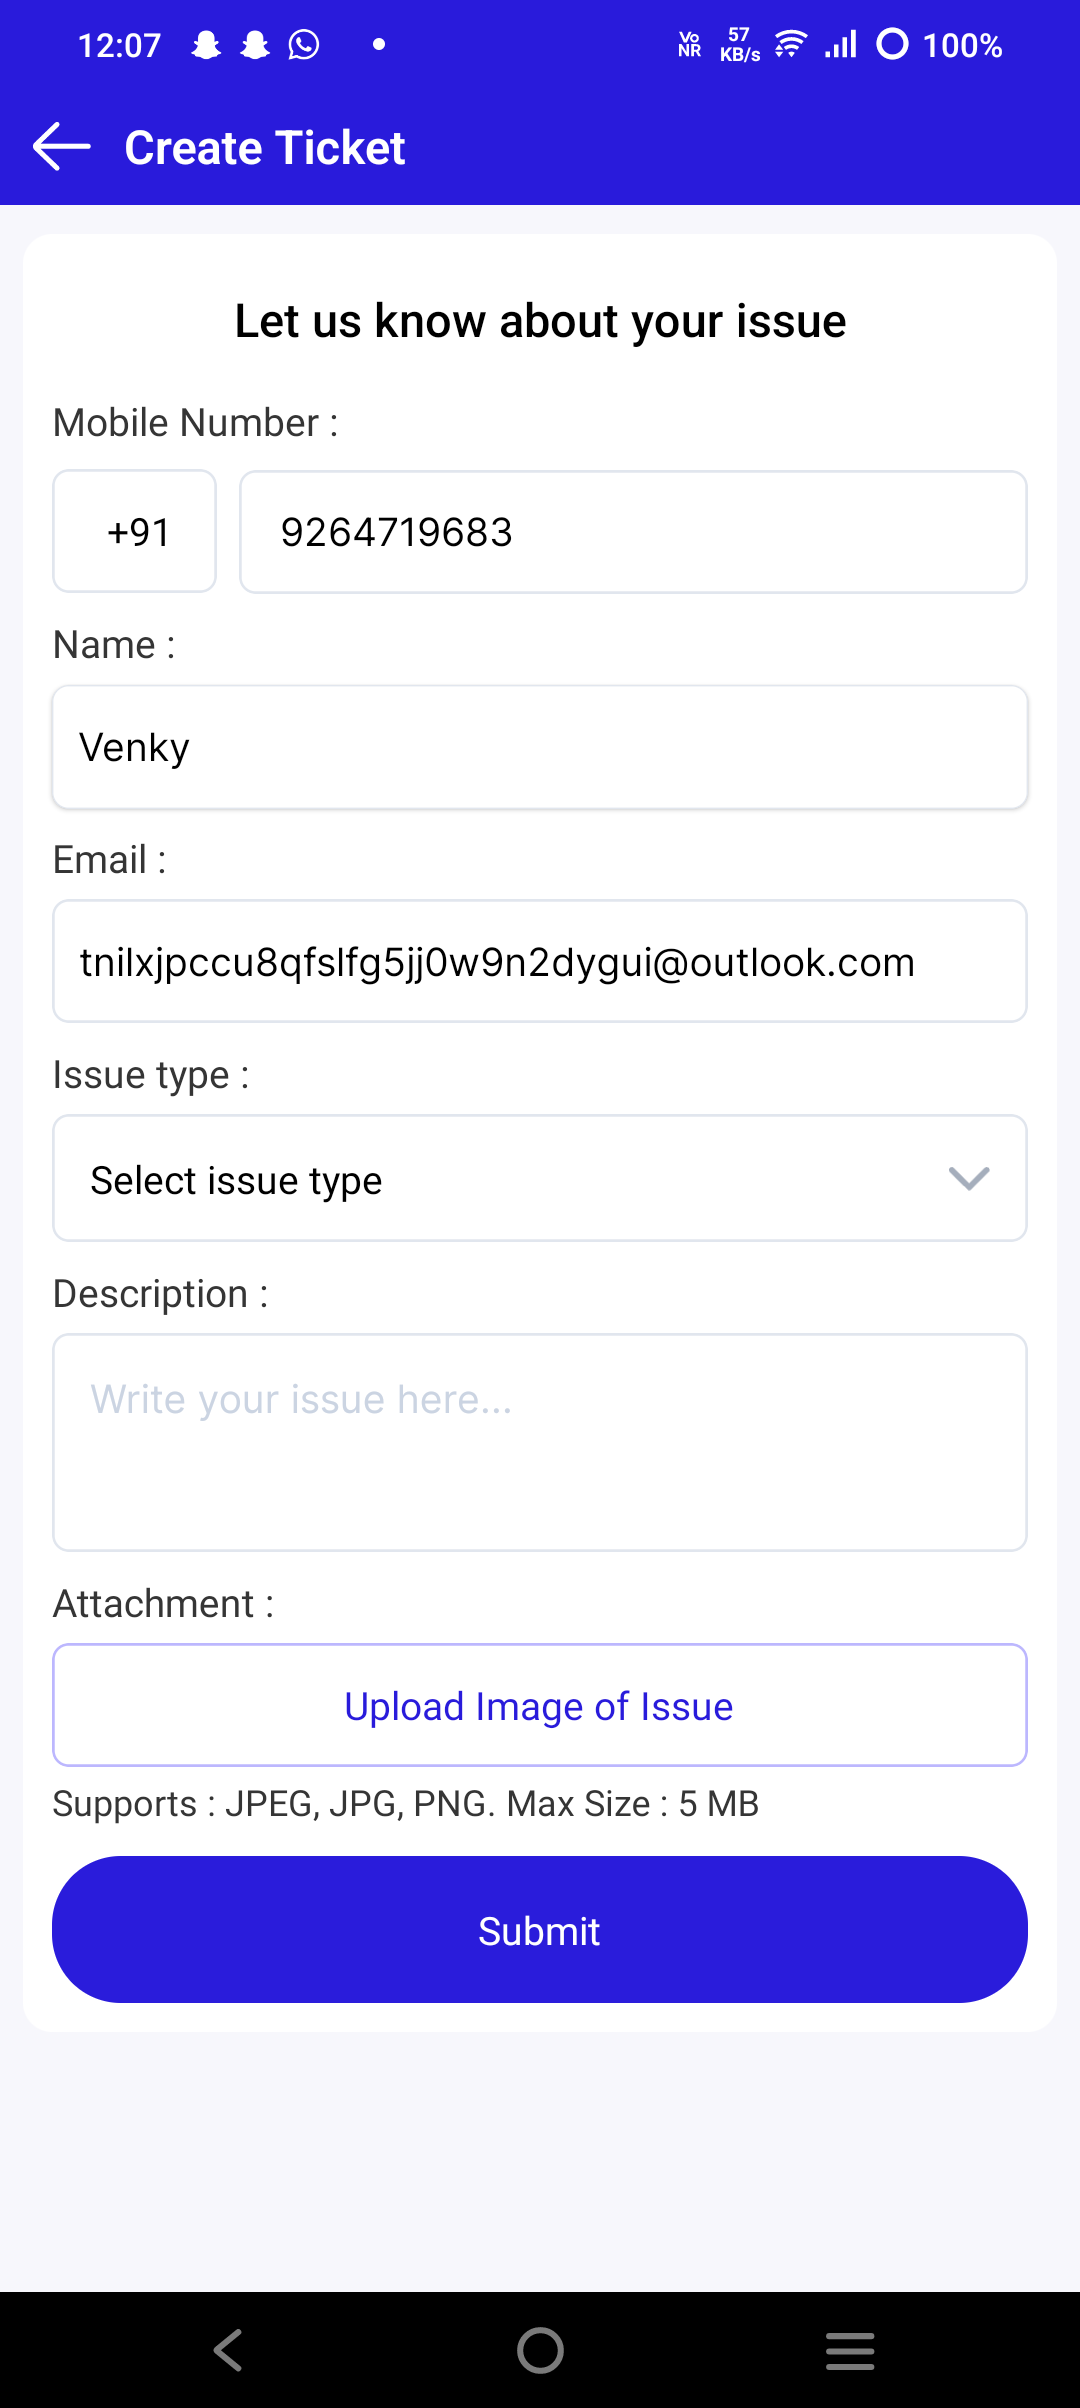 12:07 Vo NR 57 KB/s 100%
Create Ticket
Let us know about your issue
Mobile Number :
+91 9264719683
Name :
Venky
Email :
tnilxjpccu8qfslfg5jj0w9n2dygui@outlook.com
Issue type :
Select issue type
Description :
Write your issue here...
Attachment :
Upload Image of Issue
Supports : JPEG, JPG, PNG. Max Size : 5 MB
Submit